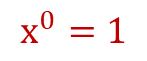 x⁰ = 1